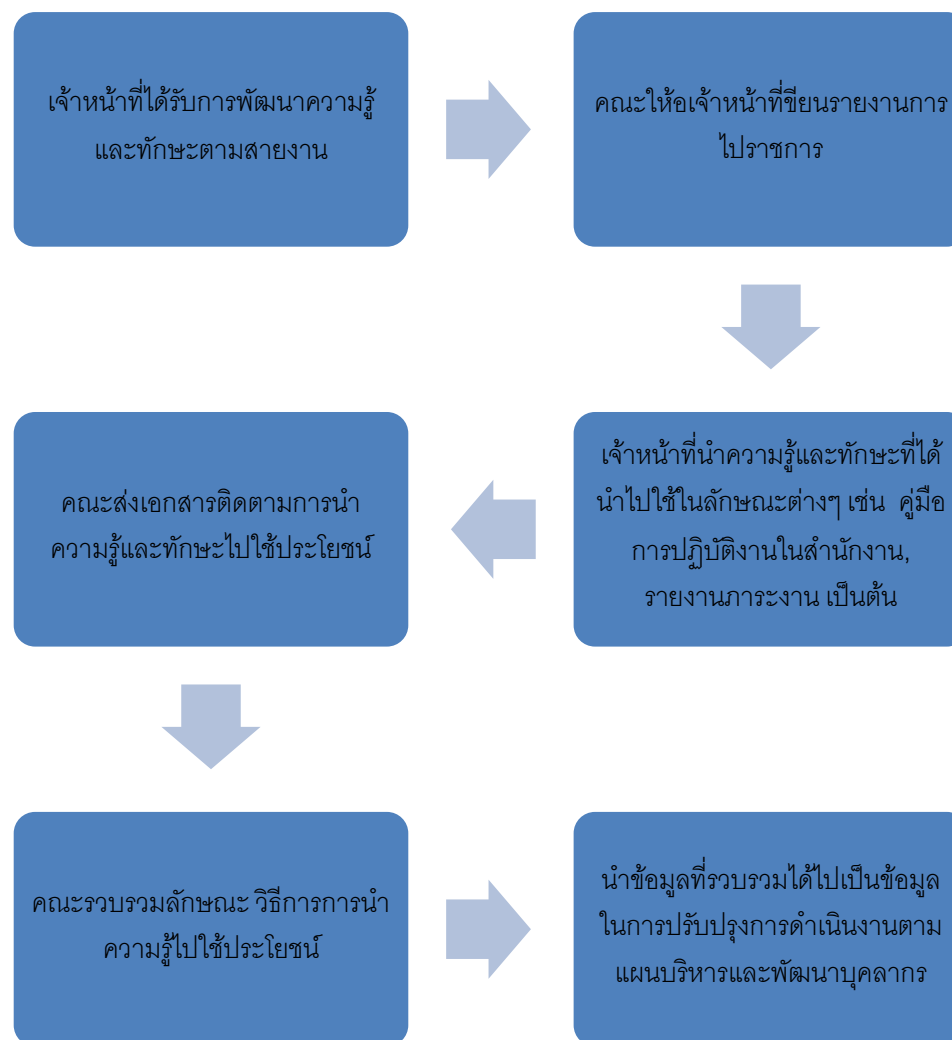 เจ้าหน้าที่ได้รับการพัฒนาความรู้
และทักษะตามสายงาน
คณะให้อเจ้าหน้าที่ขียนรายงานการ
ไปราชการ
เจ้าหน้าที่นำความรู้และทักษะที่ได้
นำไปใช้ในลักษณะต่างๆ เช่น คู่มือ
การปฏิบัติงานในสำนักงาน,
รายงานภาระงาน เป็นต้น
คณะส่งเอกสารติดตามการนำ
ความรู้และทักษะไปใช้ประโยชน์
คณะรวบรวมลักษณะ วิธีการการนำ
ความรู้ไปใช้ประโยชน์
นำข้อมูลที่รวบรวมได้ไปเป็นข้อมูล
ในการปรับปรุงการดำเนินงานตาม
แผนบริหารและพัฒนาบุคลากร